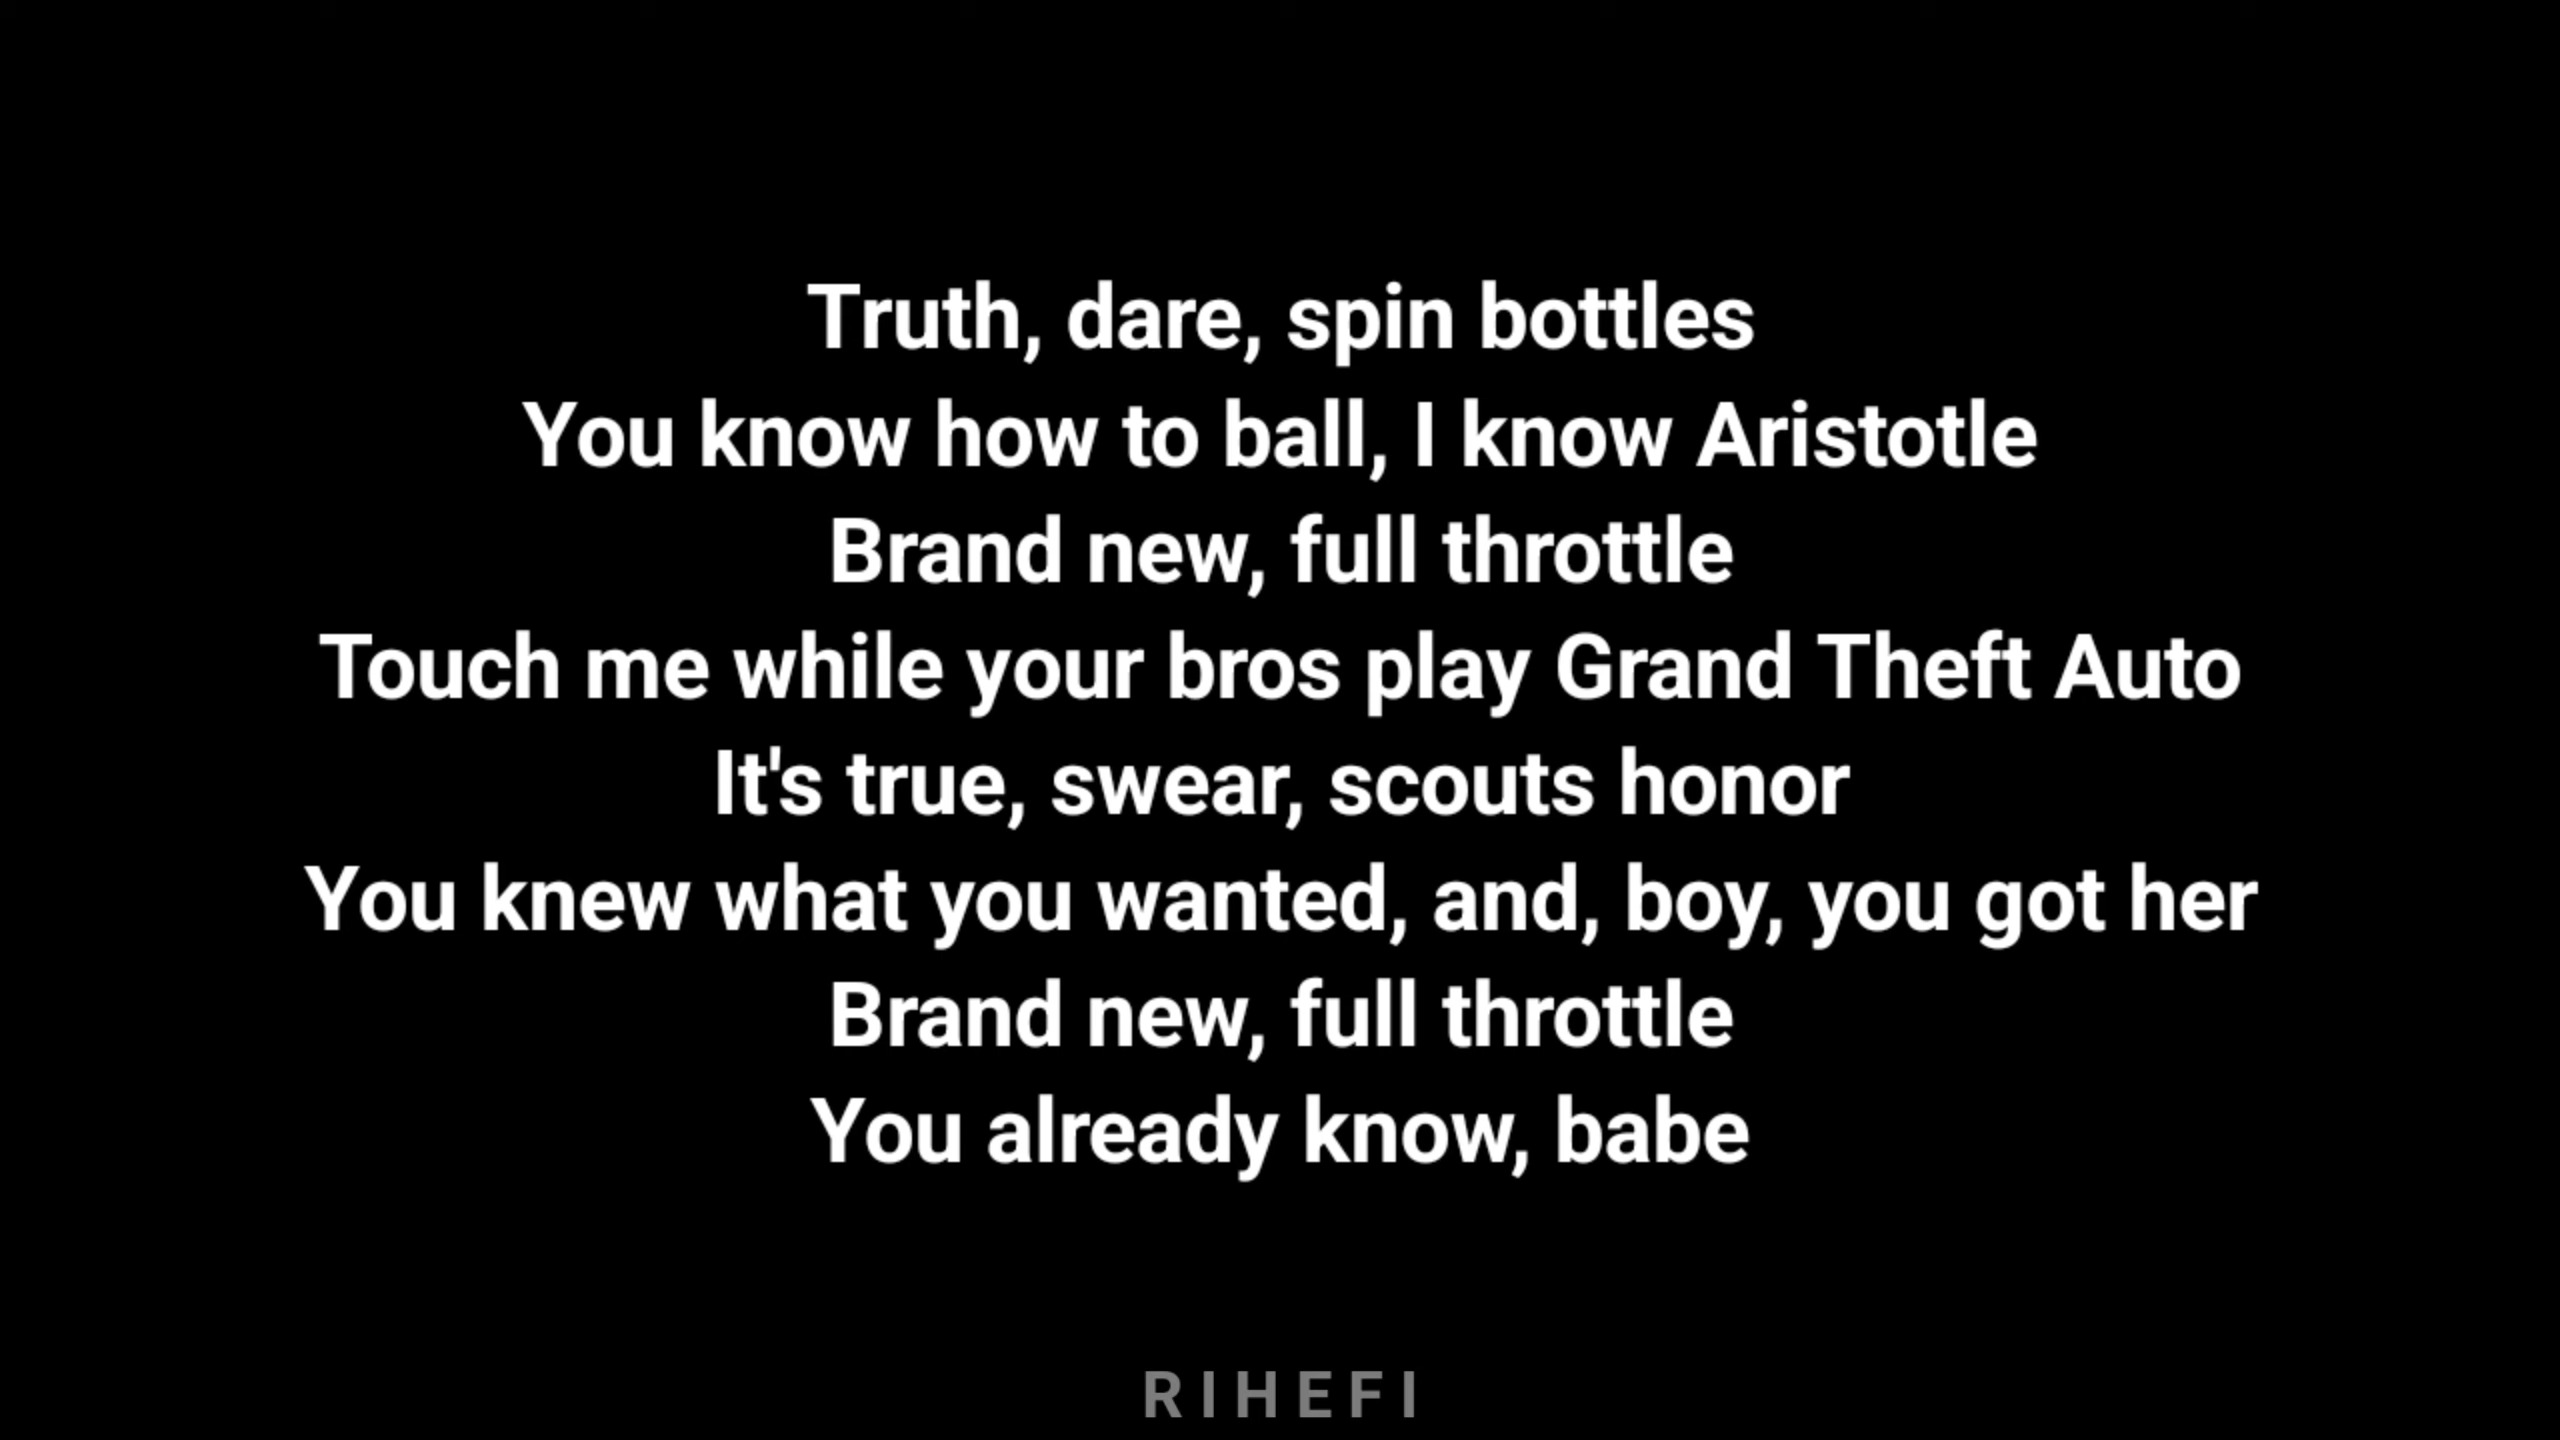 Truth, dare, spin bottles
You know how to ball, I know Aristotle
Brand new, full throttle
Touch me while your bros play Grand Theft Auto
It's true, swear, scouts honor
You knew what you wanted, and, boy, you got her
Brand new, full throttle
You already know, babe
RIHEFI